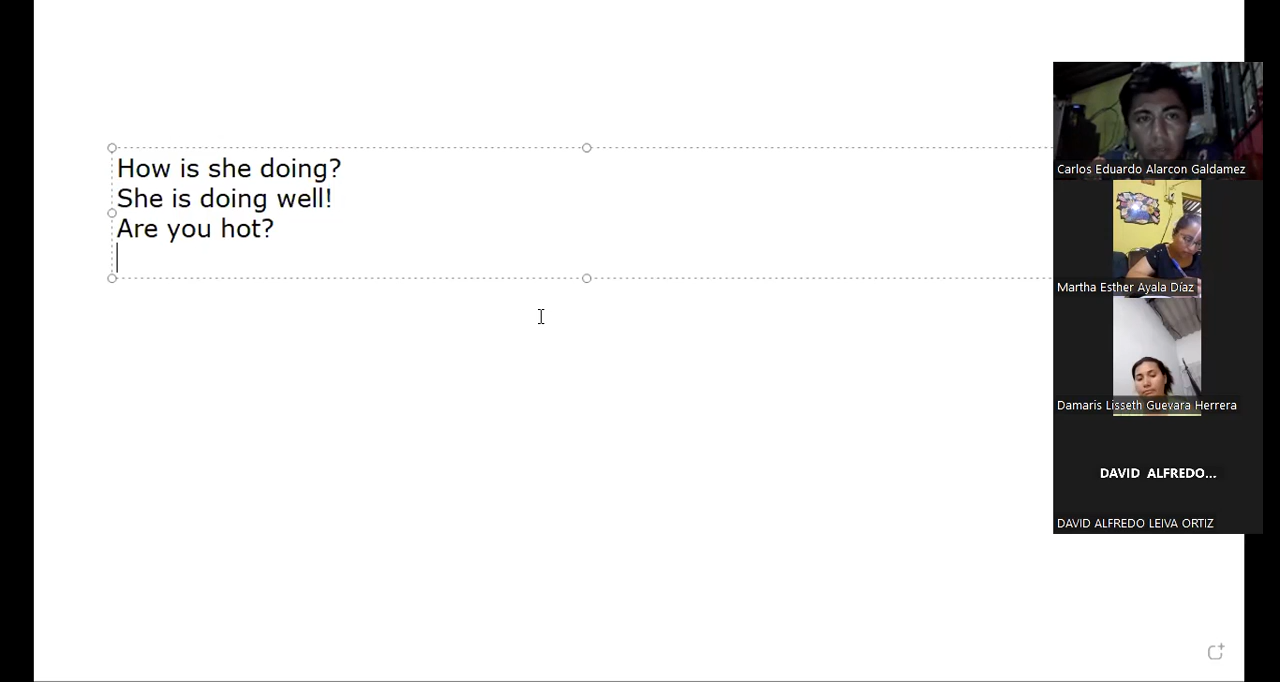 How is she doing?
She is doing well!
Are you hot?
Carlos Eduardo Alarcon Galdamez
Martha Esther Ayala Díaz
Damaris Lisseth Guevara Herrera
DAVID ALFREDO...
DAVID ALFREDO LEIVA ORTIZ